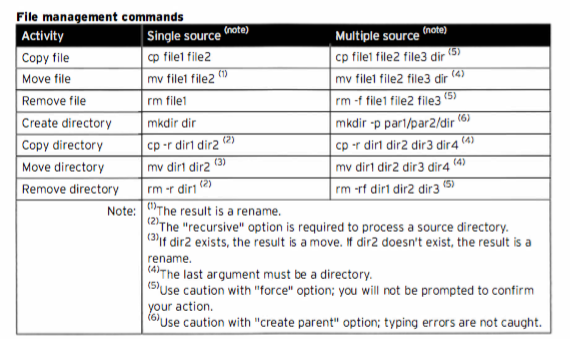 File management commands
Activity Single source (note) Multiple source (note)
Copy file cp file1 file2 cp file1 file2 file3 dir (5)
Move file mv file1 file2 (1) mv file1 file2 file3 dir (4)
Remove file rm file1 rm -f file1 file2 file3 (5)
Create directory mkdir dir mkdir -p par1/par2/dir (6)
Copy directory cp -r dir1 dir2 (2) cp -r dir1 dir2 dir3 dir4 (4)
Move directory mv dir1 dir2 (3) mv dir1 dir2 dir3 dir4 (4)
Remove directory rm -r dir1 (2) rm -rf dir1 dir2 dir3 (5)
Note: (1)The result is a rename.
(2)The "recursive" option is required to process a source directory.
(3)If dir2 exists, the result is a move. If dir2 doesn't exist, the result is a
rename.
(4)The last argument must be a directory.
(5)Use caution with "force" option; you will not be prompted to confirm
your action.
(6)Use caution with "create parent" option; typing errors are not caught.